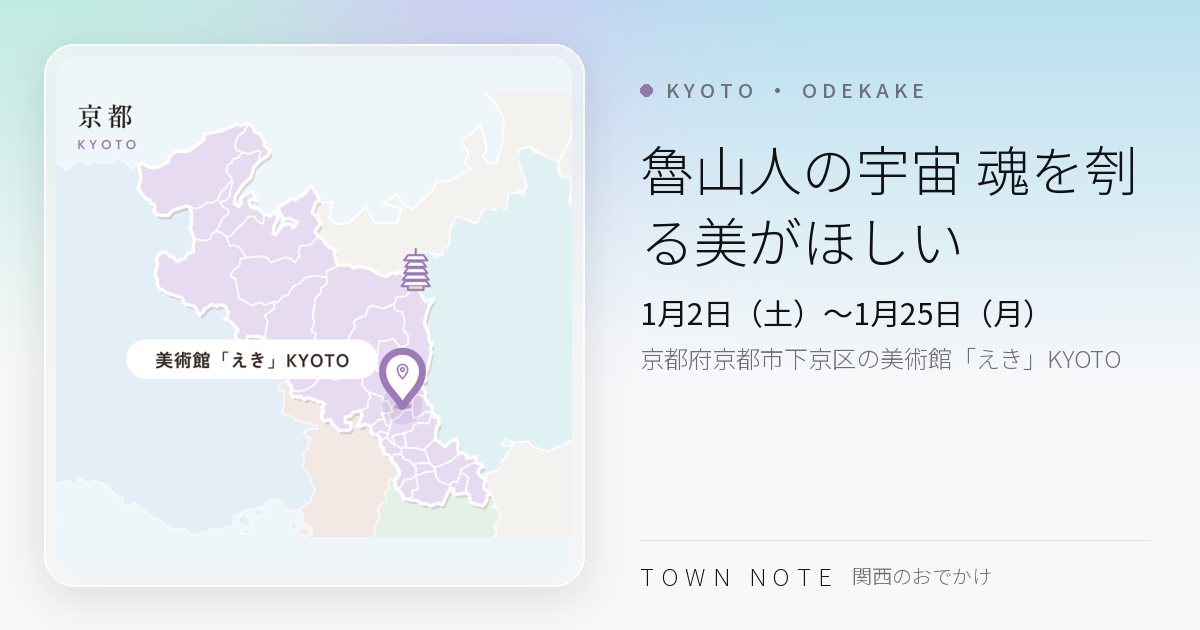 京都
KYOTO
美術館「えき」KYOTO
KYOTO • ODEKAKE
魯山人の宇宙 魂を刳
る美がほしい
1月2日（土）〜1月25日（月）
京都府京都市下京区の美術館「えき」KYOTO
TOWN NOTE 関西のおでかけ